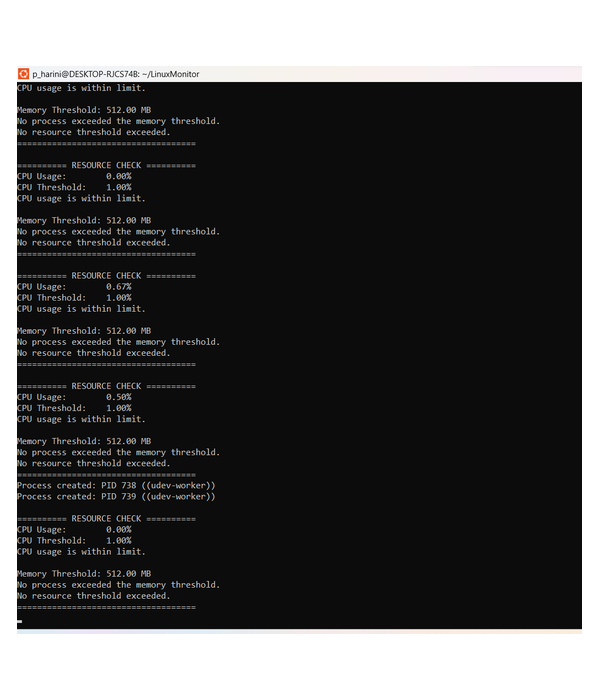 p_harini@DESKTOP-RJCS74B: ~/LinuxMonitor
CPU usage is within limit.
Memory Threshold: 512.00 MB
No process exceeded the memory threshold.
No resource threshold exceeded.
====================================
========== RESOURCE CHECK ==========
CPU Usage:        0.00%
CPU Threshold:    1.00%
CPU usage is within limit.
Memory Threshold: 512.00 MB
No process exceeded the memory threshold.
No resource threshold exceeded.
====================================
========== RESOURCE CHECK ==========
CPU Usage:        0.67%
CPU Threshold:    1.00%
CPU usage is within limit.
Memory Threshold: 512.00 MB
No process exceeded the memory threshold.
No resource threshold exceeded.
====================================
========== RESOURCE CHECK ==========
CPU Usage:        0.50%
CPU Threshold:    1.00%
CPU usage is within limit.
Memory Threshold: 512.00 MB
No process exceeded the memory threshold.
No resource threshold exceeded.
====================================
Process created: PID 738 ((udev-worker))
Process created: PID 739 ((udev-worker))
========== RESOURCE CHECK ==========
CPU Usage:        0.00%
CPU Threshold:    1.00%
CPU usage is within limit.
Memory Threshold: 512.00 MB
No process exceeded the memory threshold.
No resource threshold exceeded.
====================================